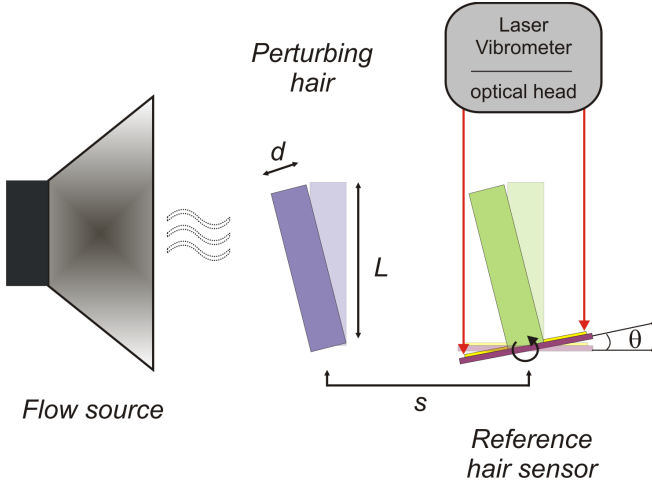 Laser
Vibrometer
optical head
Perturbing
hair
d
L
θ
s
Flow source
Reference
hair sensor